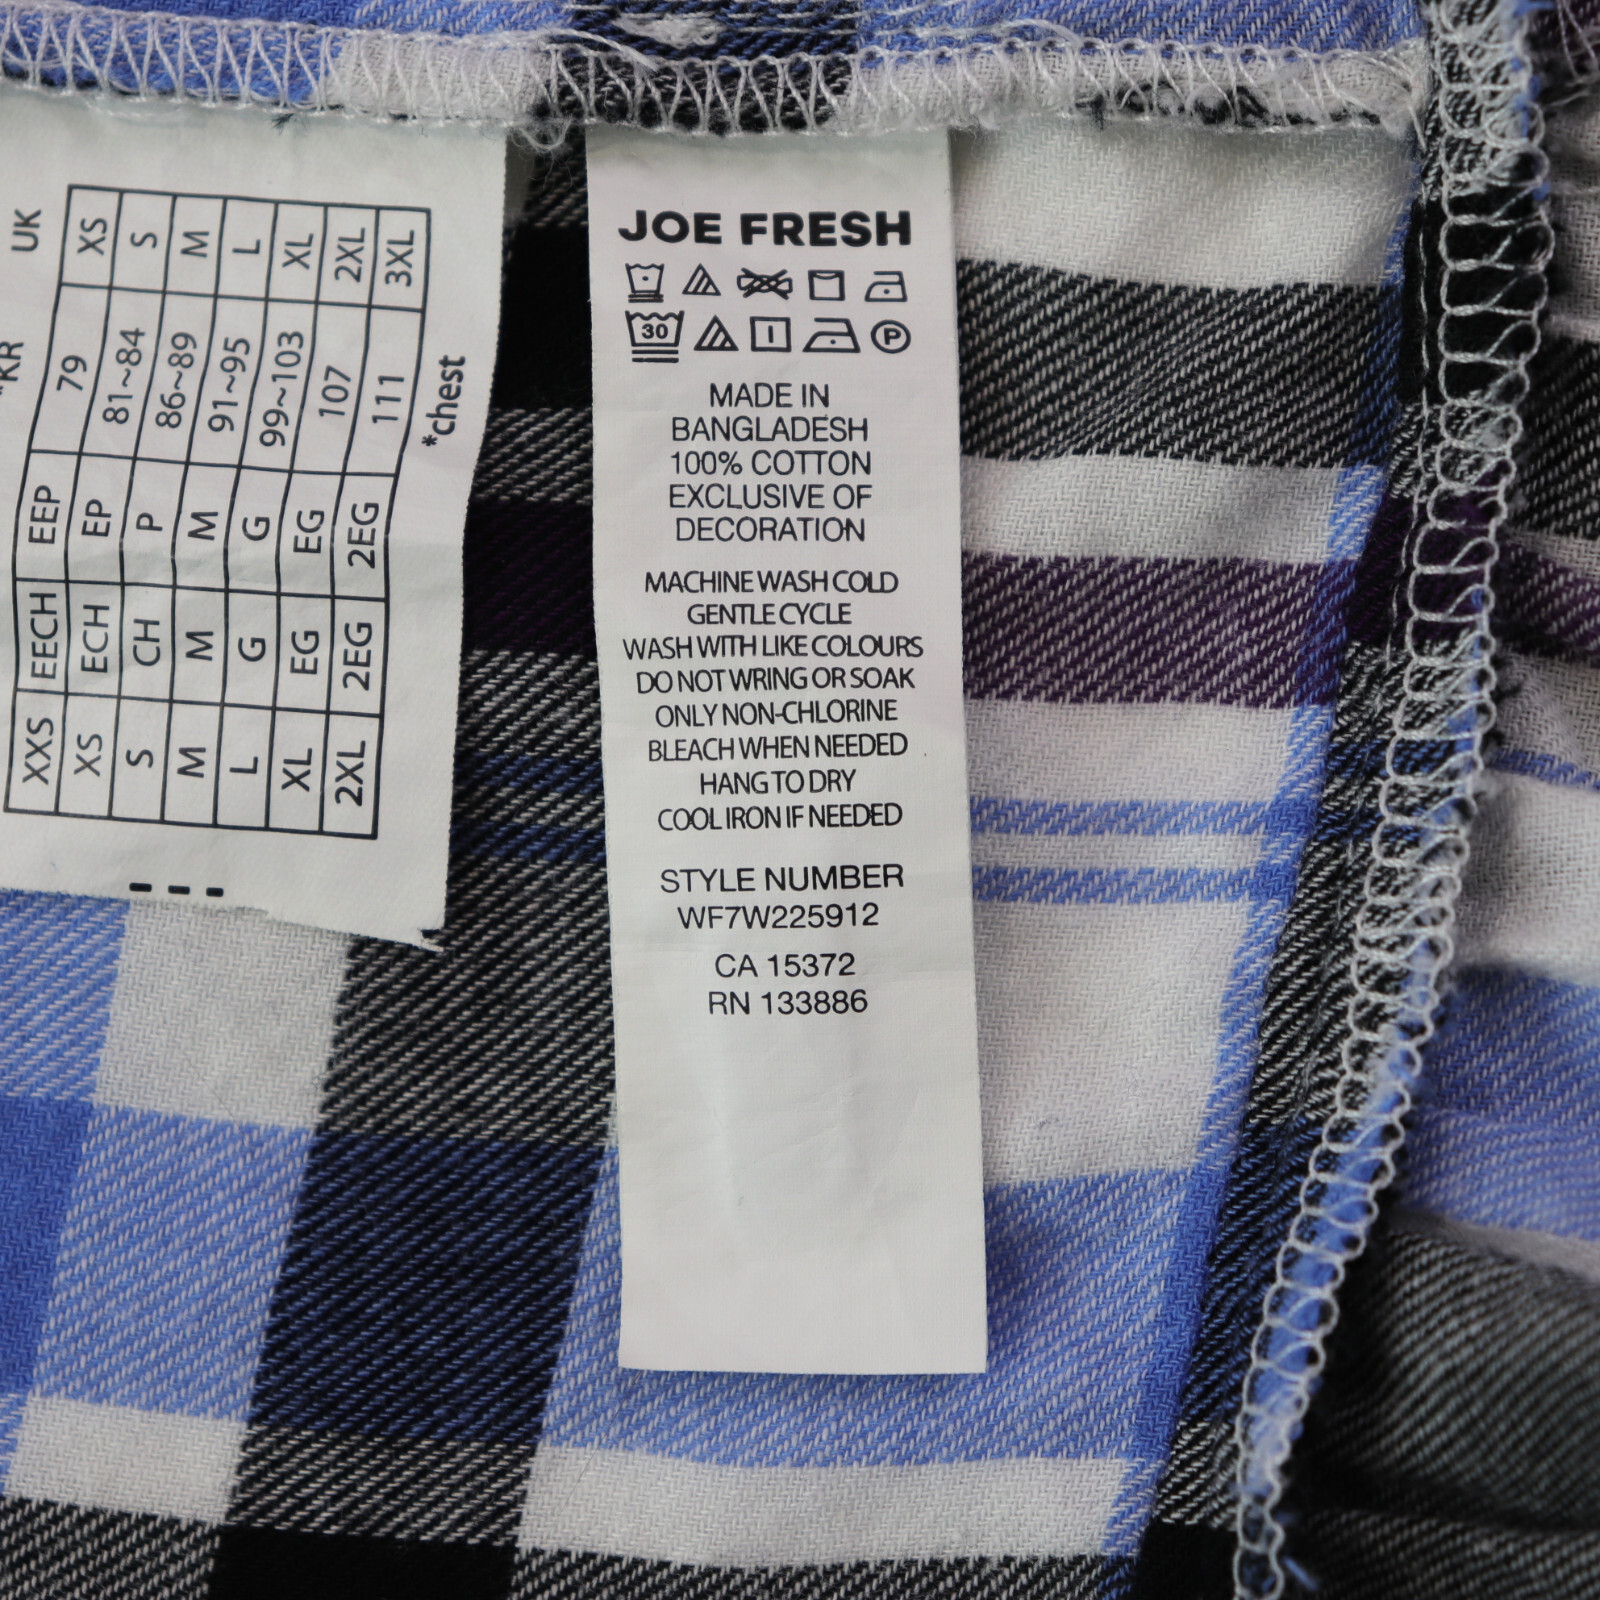 UK XS S M L XL 2XL 3XL
*KR 79 81~84 86~89 91~95 99~103 107 111
*chest
EEP EP P M G EG 2EG
EECH ECH CH M G EG 2EG
XXS XS S M L XL 2XL
JOE FRESH
30
P
MADE IN
BANGLADESH
100% COTTON
EXCLUSIVE OF
DECORATION
MACHINE WASH COLD
GENTLE CYCLE
WASH WITH LIKE COLOURS
DO NOT WRING OR SOAK
ONLY NON-CHLORINE
BLEACH WHEN NEEDED
HANG TO DRY
COOL IRON IF NEEDED
STYLE NUMBER
WF7W225912
CA 15372
RN 133886